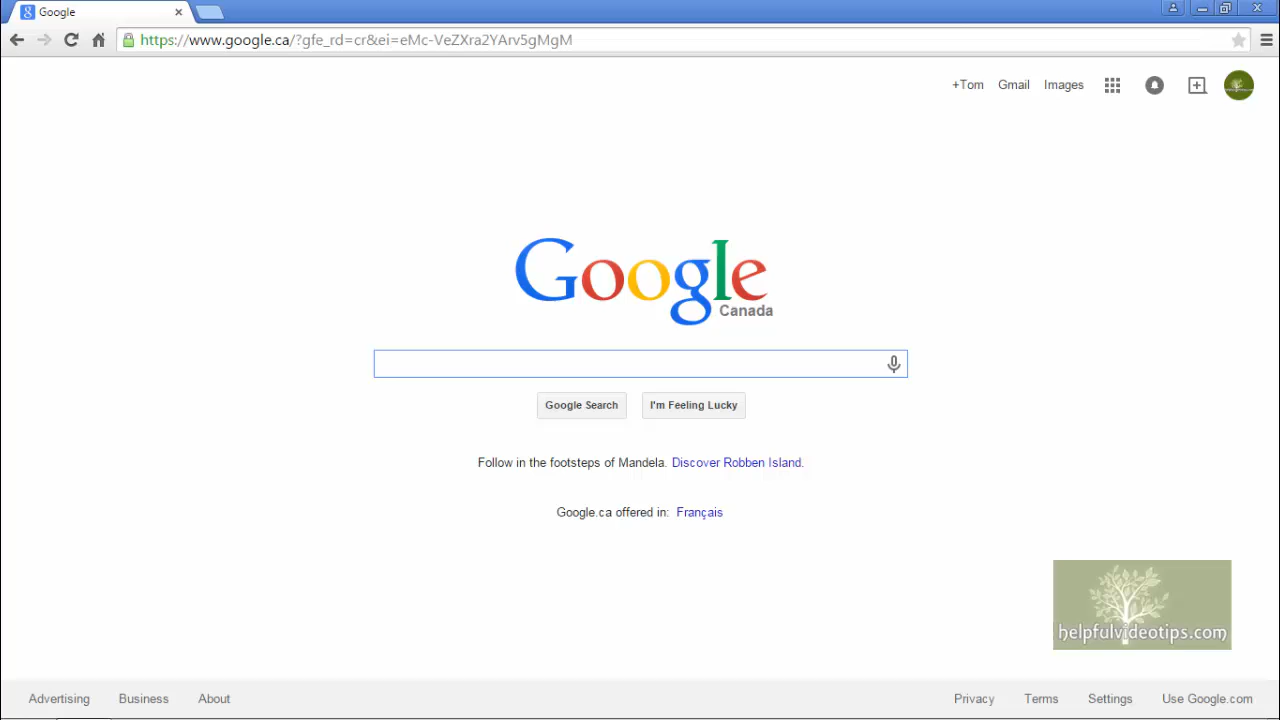 Google
https://www.google.ca/?gfe_rd=cr&ei=eMc-VeZXra2YArv5gMgM
+Tom Gmail Images
Google
Canada
Google Search I'm Feeling Lucky
Follow in the footsteps of Mandela. Discover Robben Island.
Google.ca offered in: Français
helpfulvideotips.com
Advertising Business About Privacy Terms Settings Use Google.com